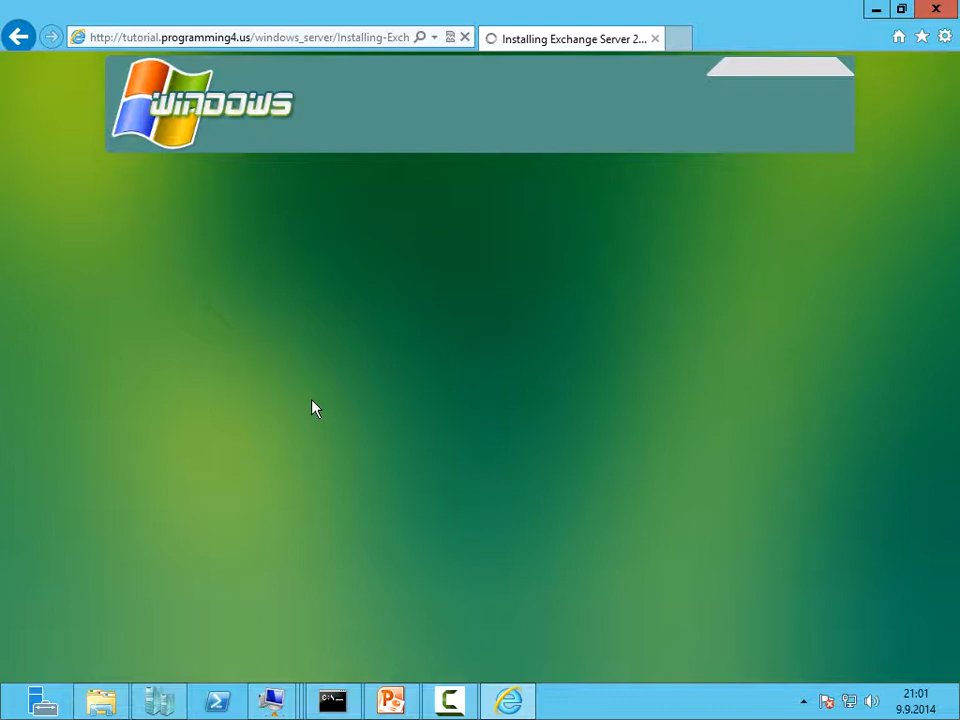 http://tutorial.programming4.us/windows_server/Installing-Exch
Installing Exchange Server 2...
WINDOWS
C:\_
21:01
9.9.2014